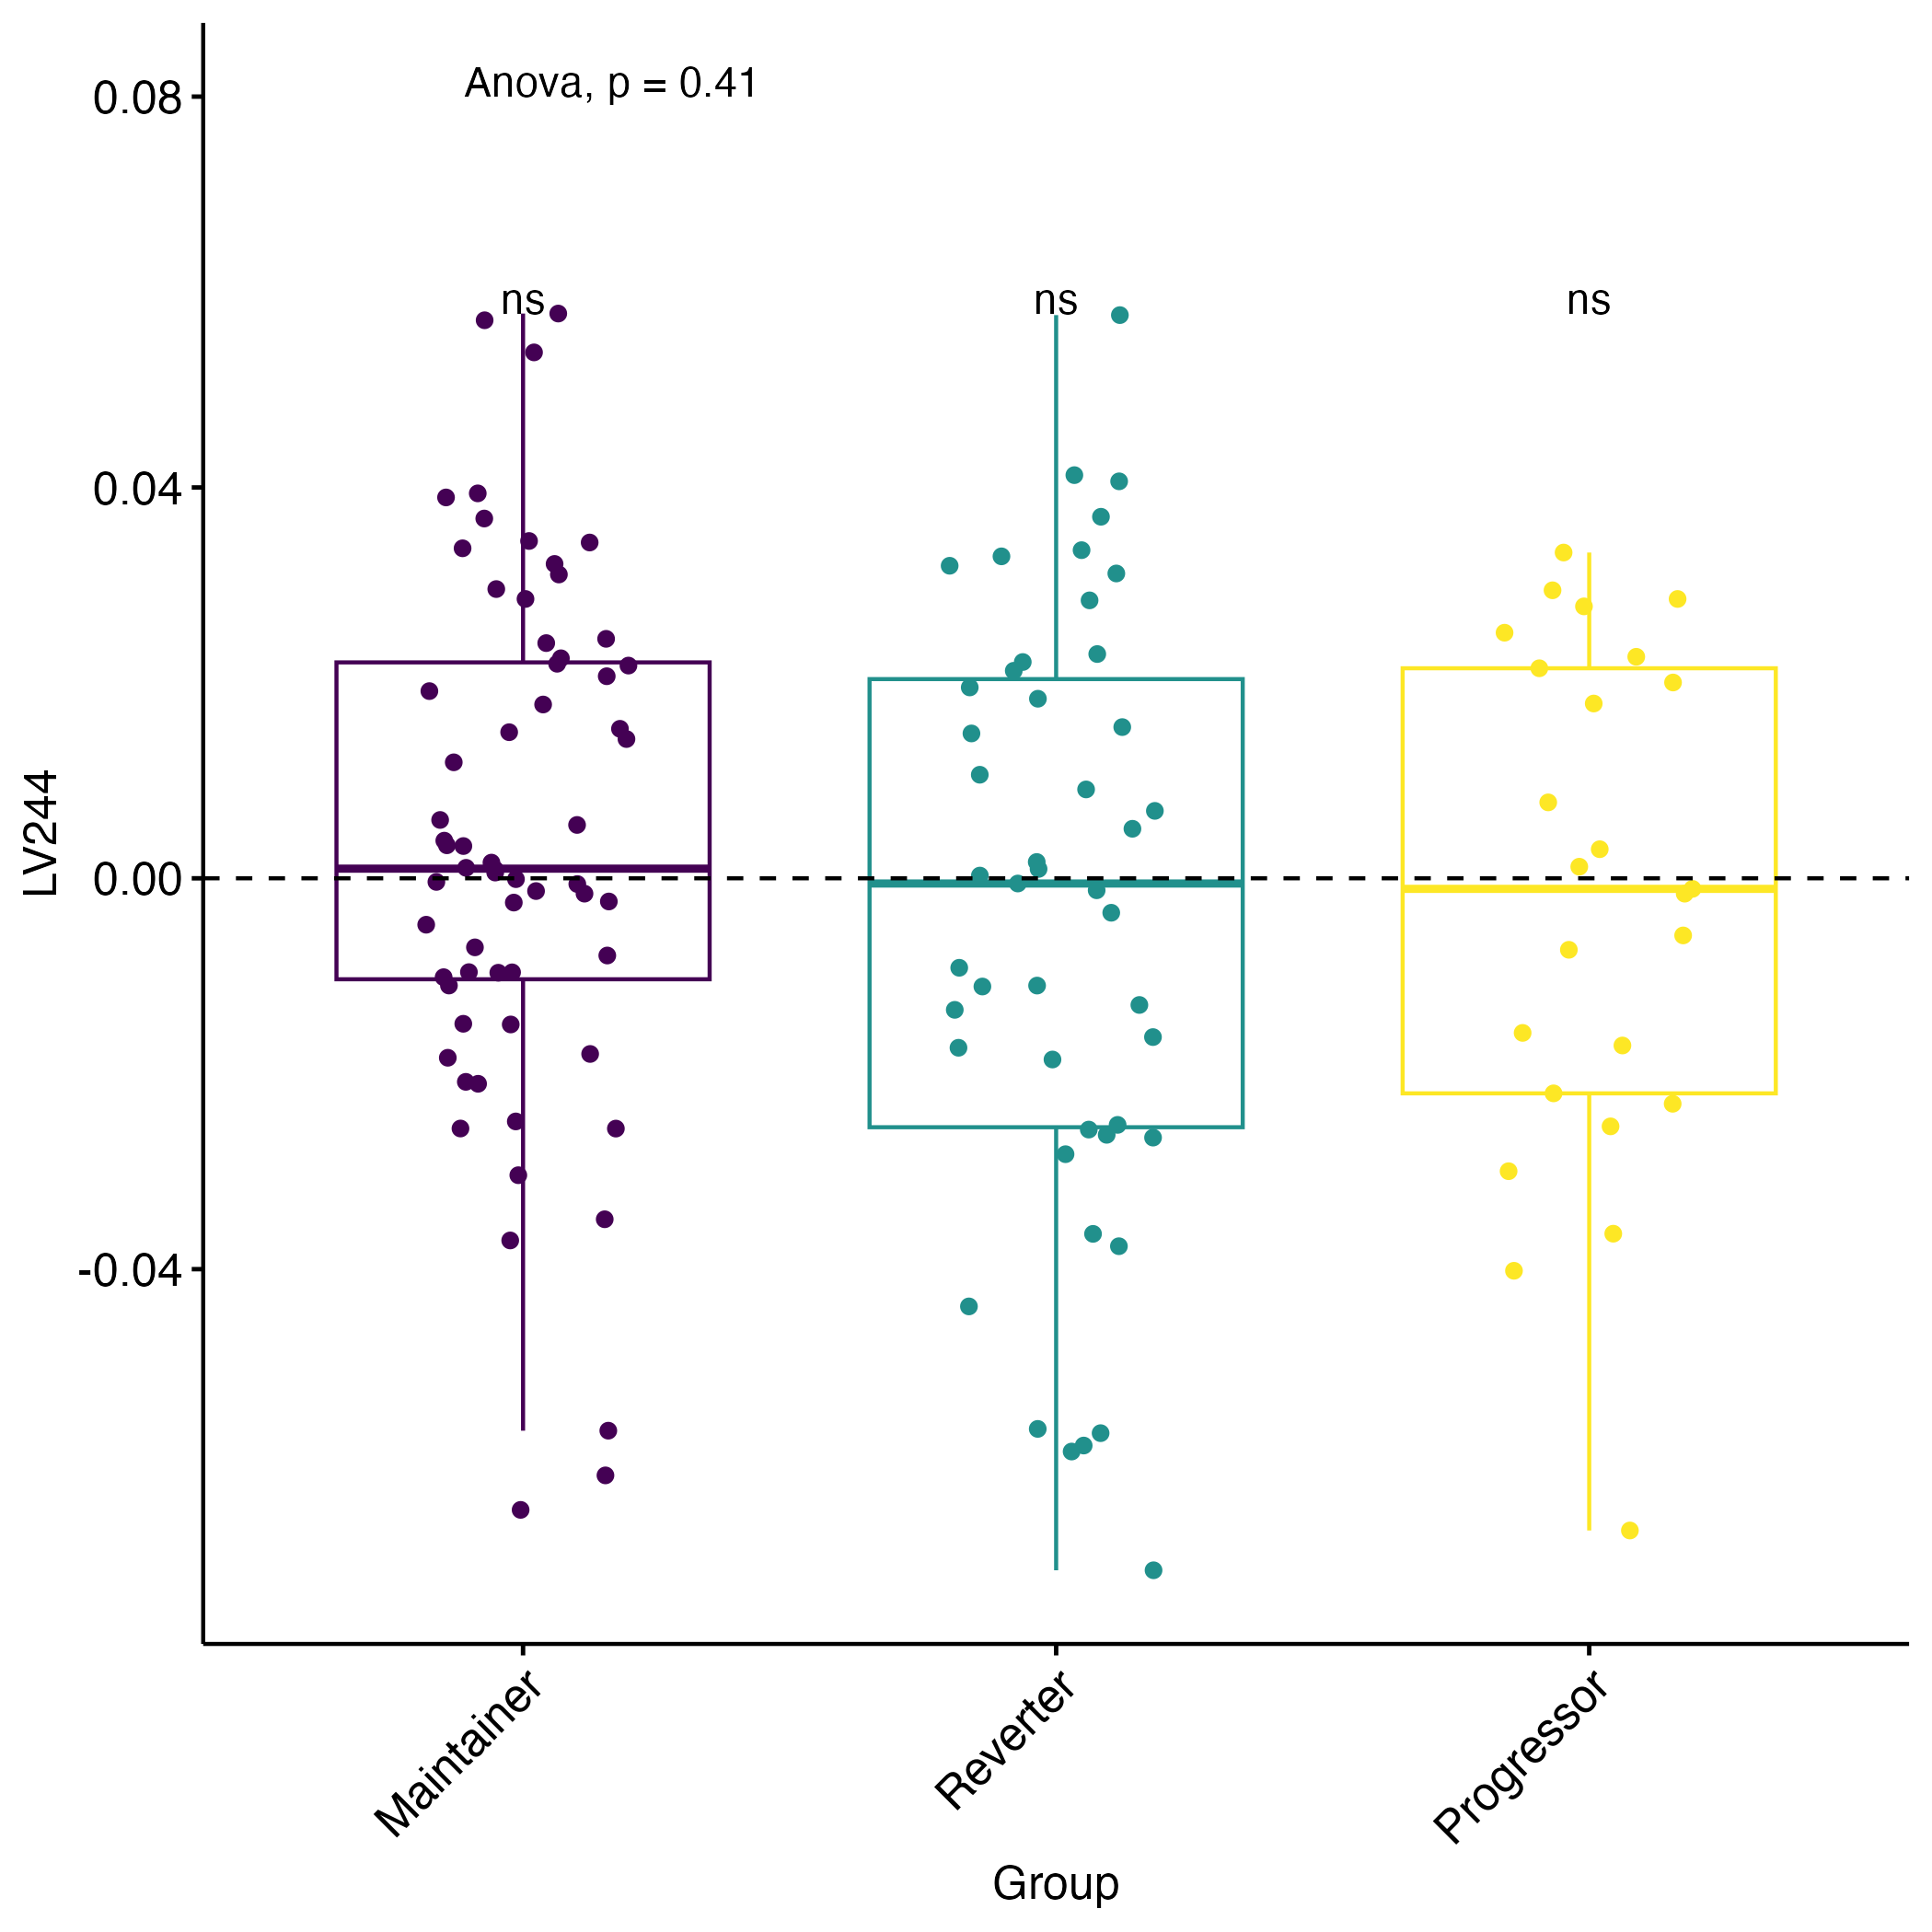 Anova, p = 0.41
0.08
0.04
0.00
-0.04
LV244
ns
ns
ns
Maintainer
Reverter
Progressor
Group